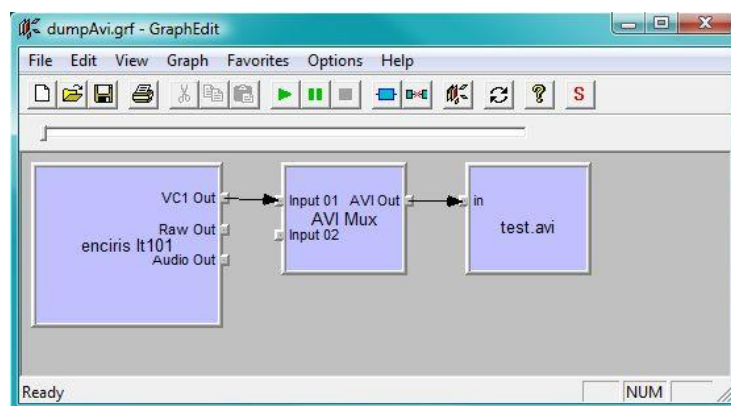 dumpAvi.grf - GraphEdit
File Edit View Graph Favorites Options Help
S
VC1 Out
Raw Out
enciris lt101
Audio Out
Input 01 AVI Out
AVI Mux
Input 02
in
test.avi
Ready
NUM